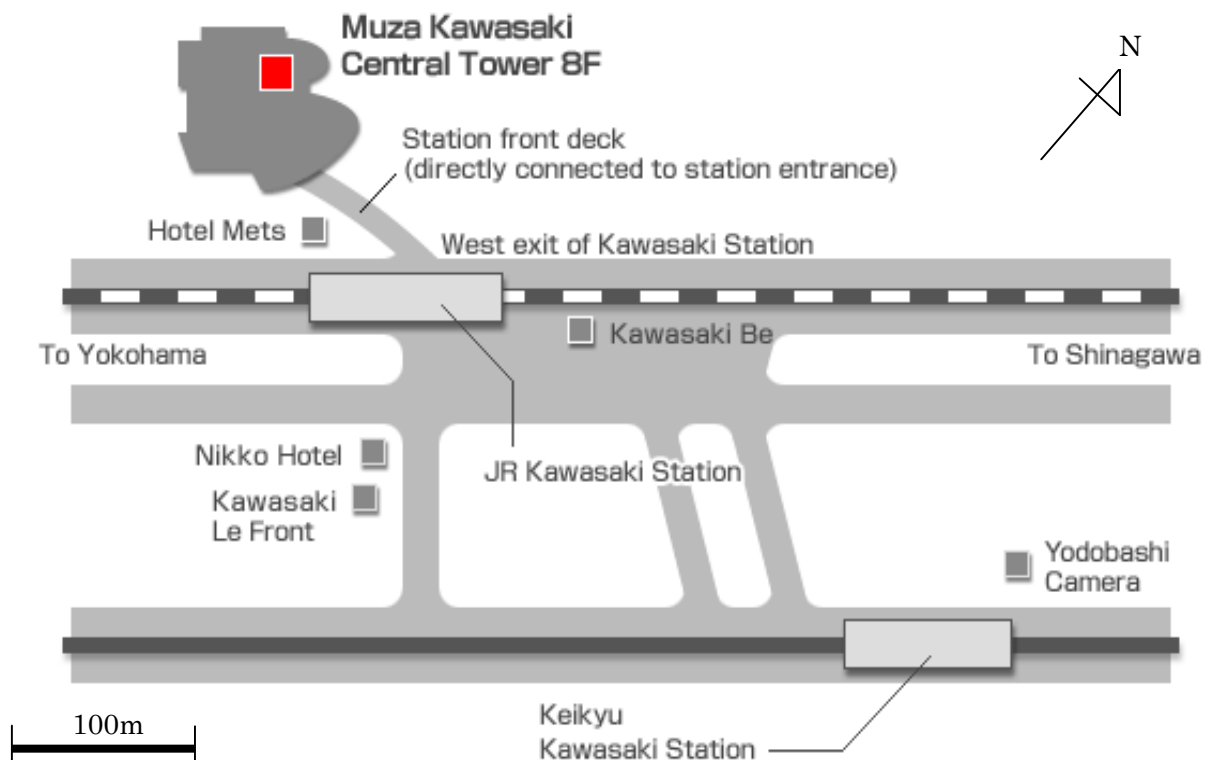 Muza Kawasaki
Central Tower 8F
N
Station front deck
(directly connected to station entrance)
Hotel Mets
West exit of Kawasaki Station
Kawasaki Be
To Yokohama
To Shinagawa
Nikko Hotel
JR Kawasaki Station
Kawasaki
Le Front
Yodobashi
Camera
100m
Keikyu
Kawasaki Station